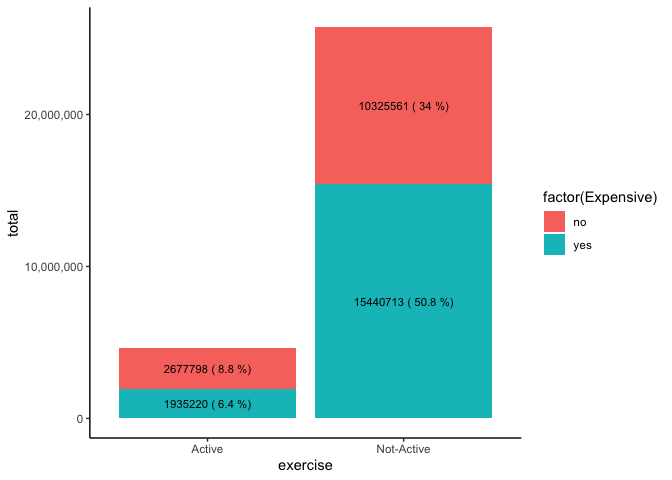 20,000,000
10,000,000
0
total
10325561 ( 34 %)
15440713 ( 50.8 %)
2677798 ( 8.8 %)
1935220 ( 6.4 %)
Active
Not-Active
exercise
factor(Expensive)
no
yes